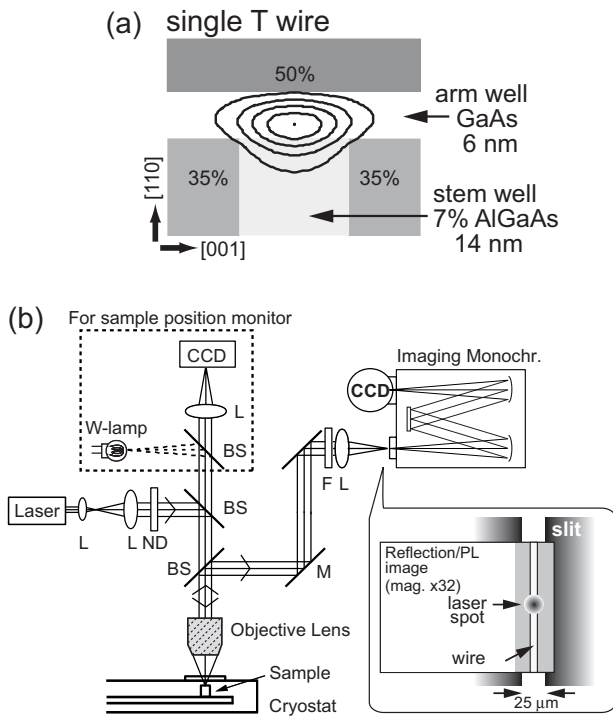 (a) single T wire
50%
arm well
GaAs
6 nm
35%
35%
[110]
[001]
stem well
7% AlGaAs
14 nm
(b)
For sample position monitor
CCD
L
W-lamp
BS
Imaging Monochr.
CCD
F L
Laser
L
L ND
BS
BS
M
slit
Reflection/PL
image
(mag. x32)
laser
spot
wire
25 μm
Objective Lens
Sample
Cryostat